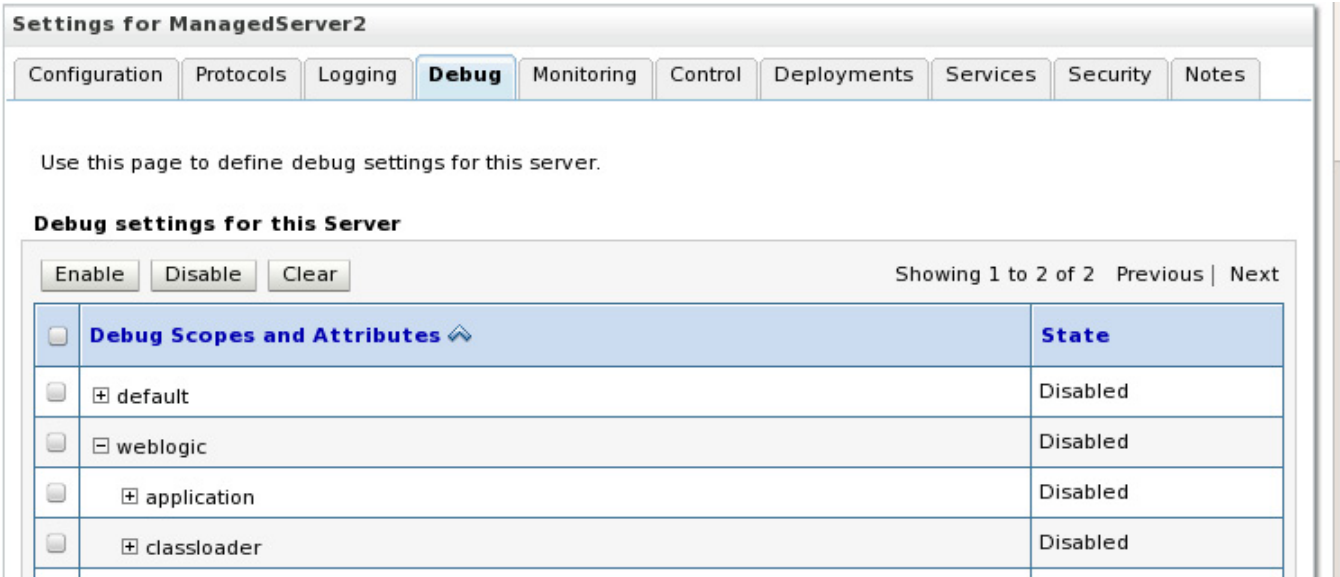 Settings for ManagedServer2
Configuration Protocols Logging Debug Monitoring Control Deployments Services Security Notes
Use this page to define debug settings for this server.
Debug settings for this Server
Enable Disable Clear Showing 1 to 2 of 2 Previous | Next
Debug Scopes and Attributes State
default Disabled
weblogic Disabled
application Disabled
classloader Disabled